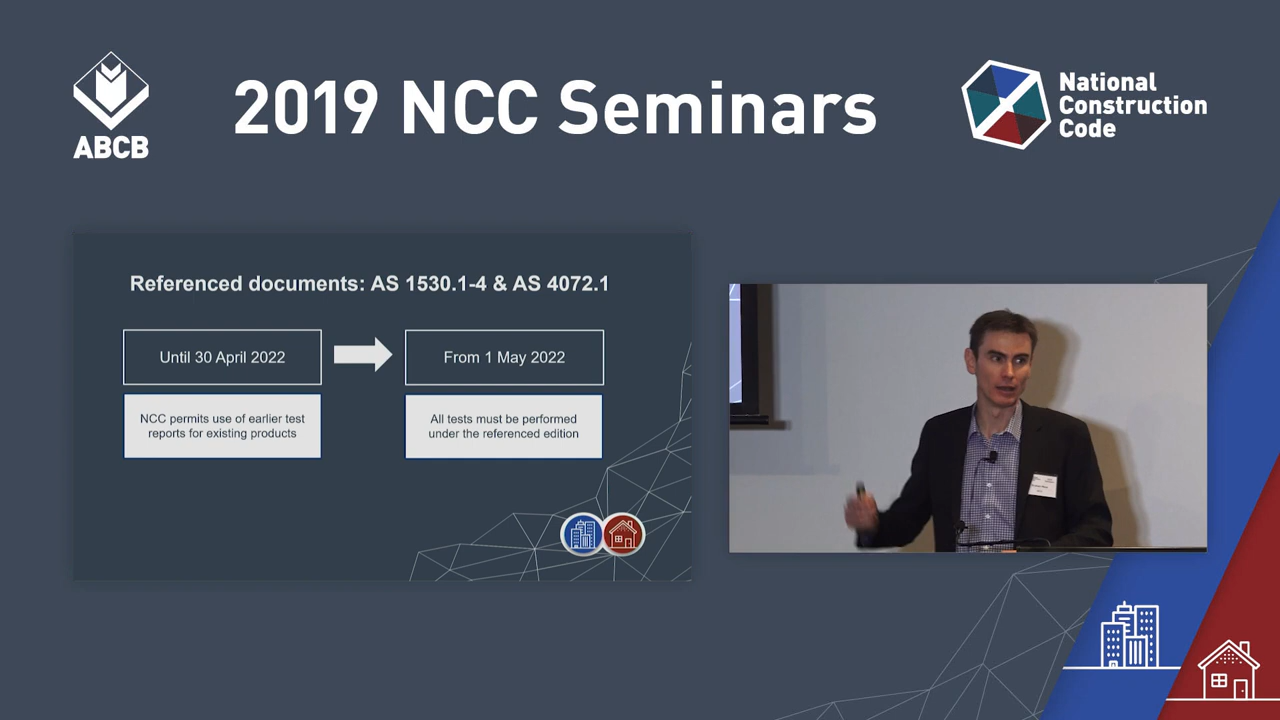 ABCB
2019 NCC Seminars
National
Construction
Code
Referenced documents: AS 1530.1-4 & AS 4072.1
Until 30 April 2022
From 1 May 2022
NCC permits use of earlier test
reports for existing products
All tests must be performed
under the referenced edition